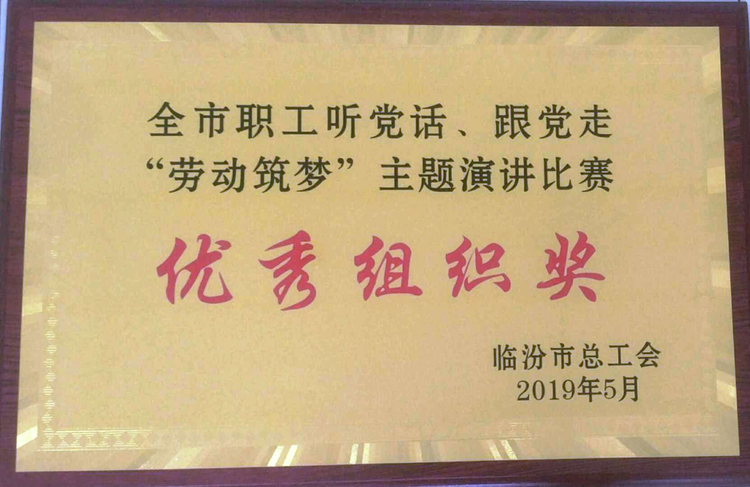 全市职工听党话、跟党走
“劳动筑梦”主题演讲比赛
优秀组织奖
临汾市总工会
2019年5月